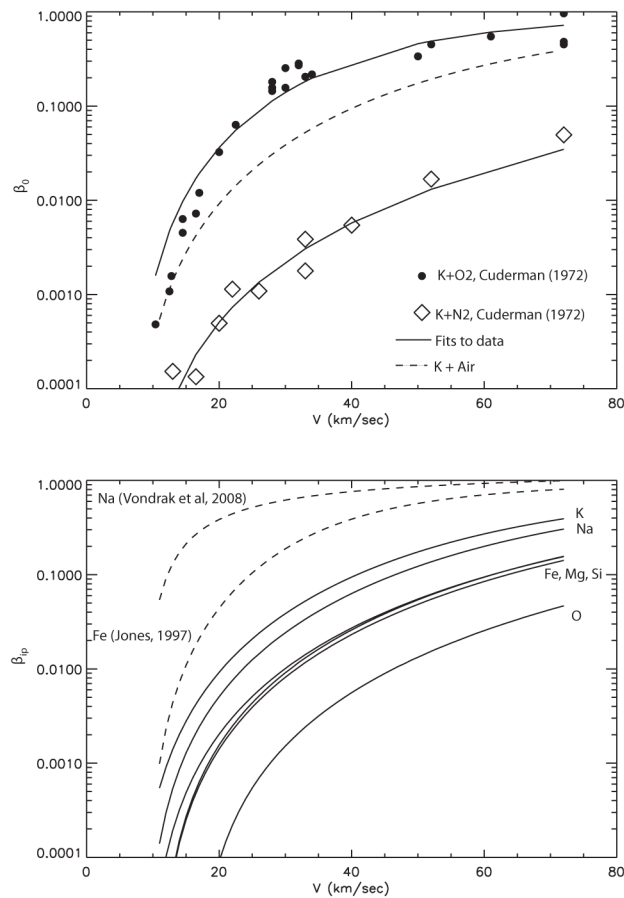 1.0000
0.1000
0.0100
0.0010
0.0001
β0
K+O2, Cuderman (1972)
K+N2, Cuderman (1972)
Fits to data
K + Air
0 20 40 60 80
V (km/sec)
1.0000
0.1000
0.0100
0.0010
0.0001
βip
Na (Vondrak et al, 2008)
Fe (Jones, 1997)
K
Na
Fe, Mg, Si
O
0 20 40 60 80
V (km/sec)